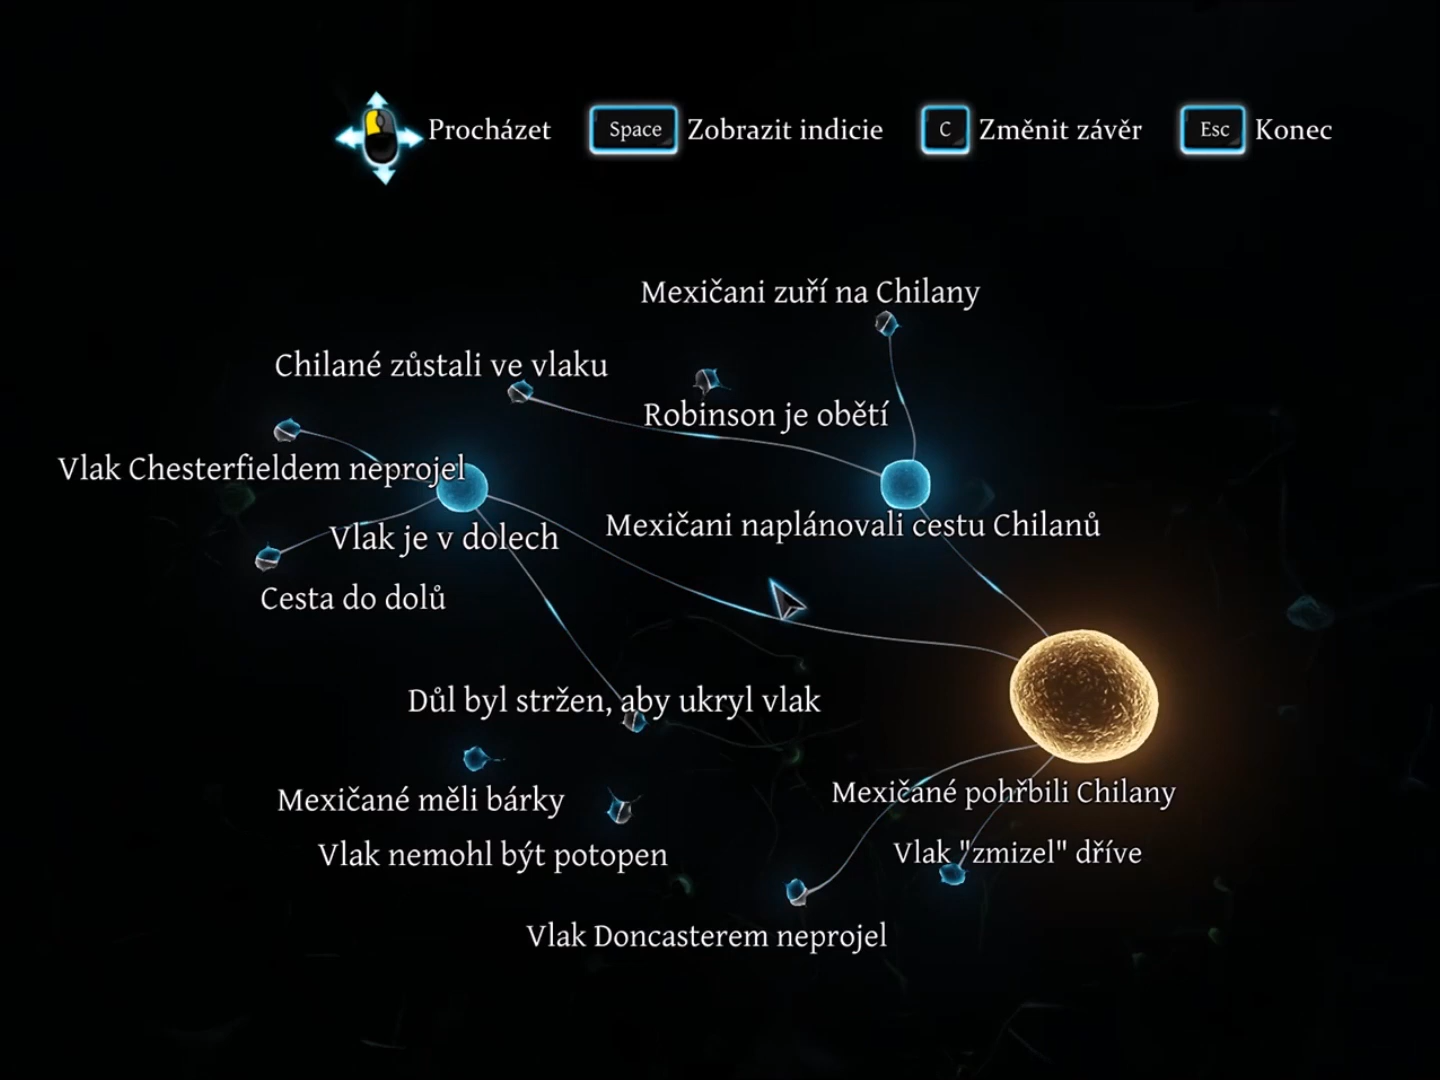 Procházet
Space Zobrazit indicie
C Změnit závěr
Esc Konec
Mexičani zuří na Chilany
Chilané zůstali ve vlaku
Robinson je obětí
Vlak Chesterfieldem neprojel
Mexičani naplánovali cestu Chilanů
Vlak je v dolech
Cesta do dolů
Důl byl stržen, aby ukryl vlak
Mexičané pohřbili Chilany
Mexičané měli bárky
Vlak "zmizel" dříve
Vlak nemohl být potopen
Vlak Doncasterem neprojel